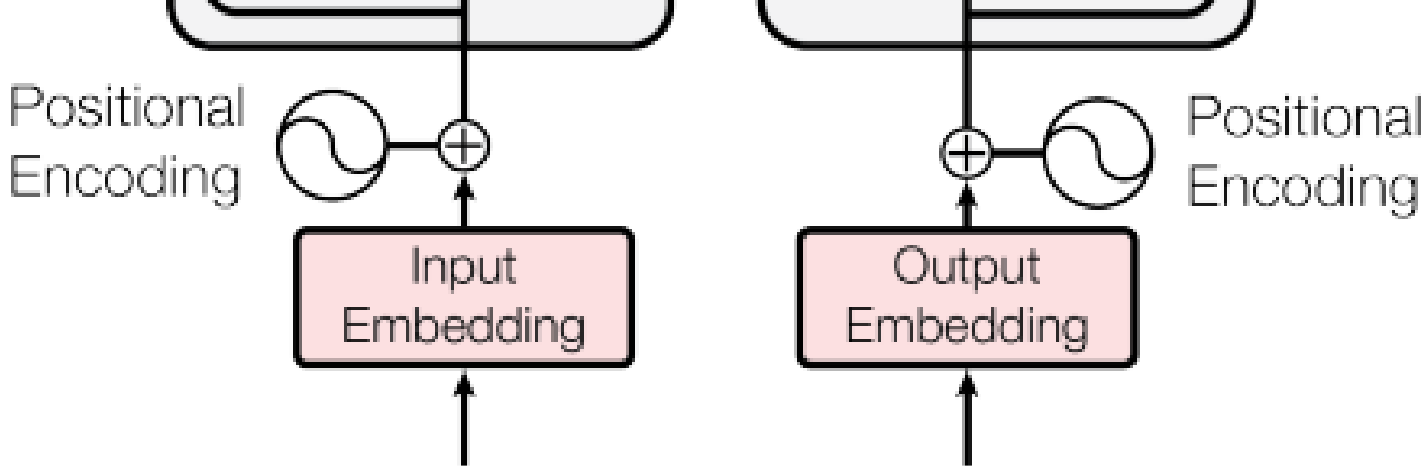 Positional
Encoding
Input
Embedding
Output
Embedding
Positional
Encoding